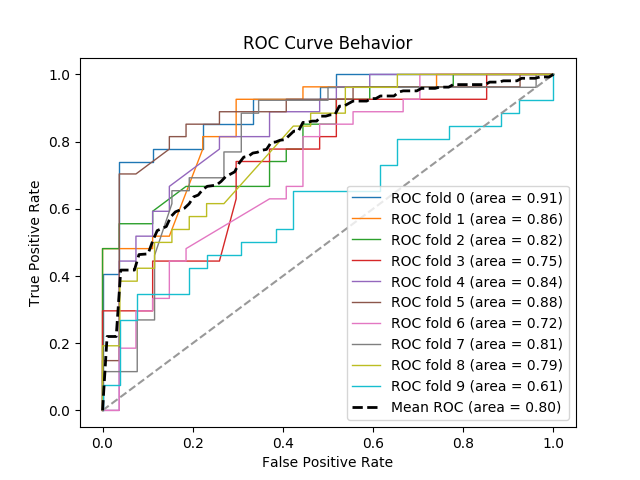 ROC Curve Behavior
True Positive Rate
1.0
0.8
0.6
0.4
0.2
0.0
ROC fold 0 (area = 0.91)
ROC fold 1 (area = 0.86)
ROC fold 2 (area = 0.82)
ROC fold 3 (area = 0.75)
ROC fold 4 (area = 0.84)
ROC fold 5 (area = 0.88)
ROC fold 6 (area = 0.72)
ROC fold 7 (area = 0.81)
ROC fold 8 (area = 0.79)
ROC fold 9 (area = 0.61)
Mean ROC (area = 0.80)
0.0 0.2 0.4 0.6 0.8 1.0
False Positive Rate